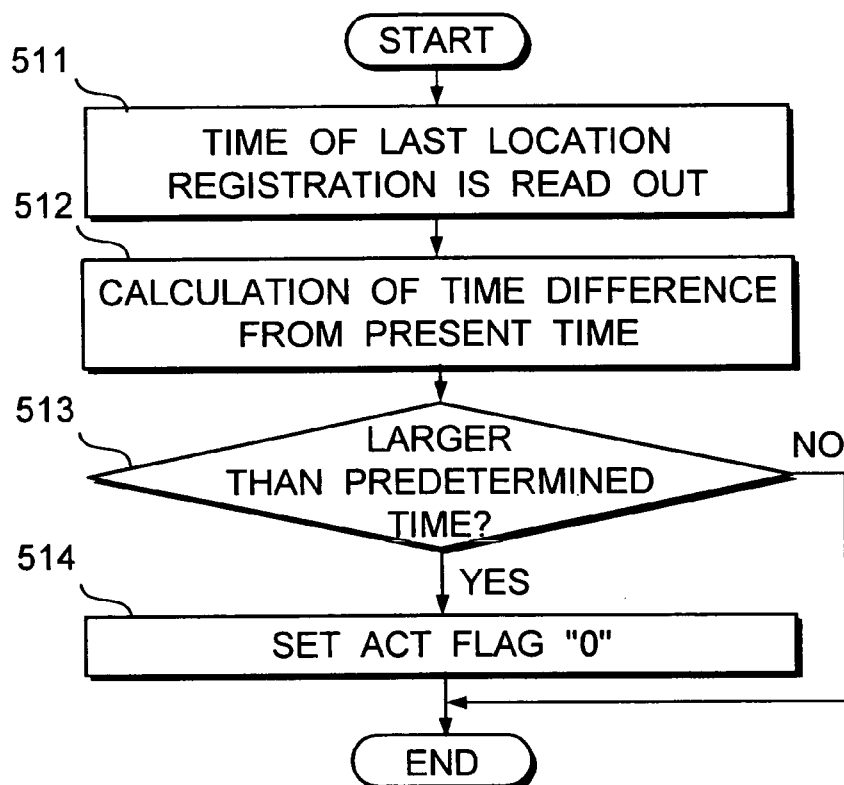 START
511
TIME OF LAST LOCATION
REGISTRATION IS READ OUT
512
CALCULATION OF TIME DIFFERENCE
FROM PRESENT TIME
513
LARGER
THAN PREDETERMINED
TIME?
NO
YES
514
SET ACT FLAG "0"
END